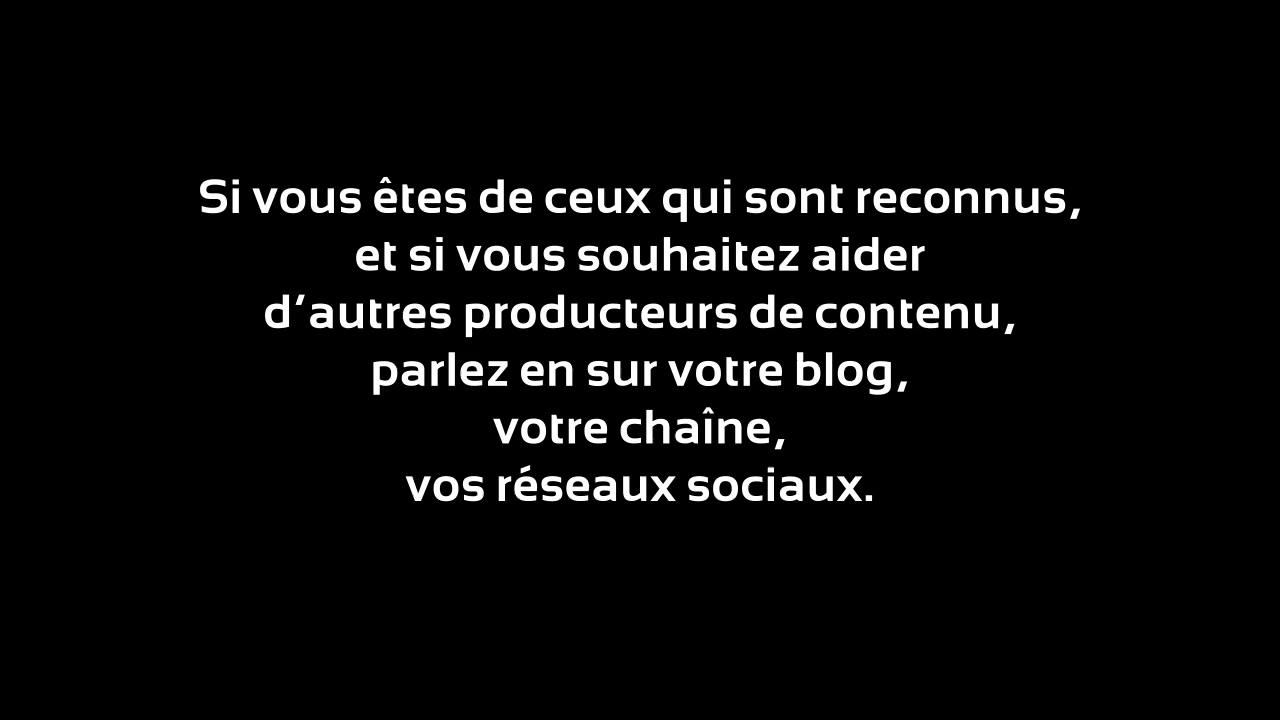 Si vous êtes de ceux qui sont reconnus,
et si vous souhaitez aider
d’autres producteurs de contenu,
parlez en sur votre blog,
votre chaîne,
vos réseaux sociaux.